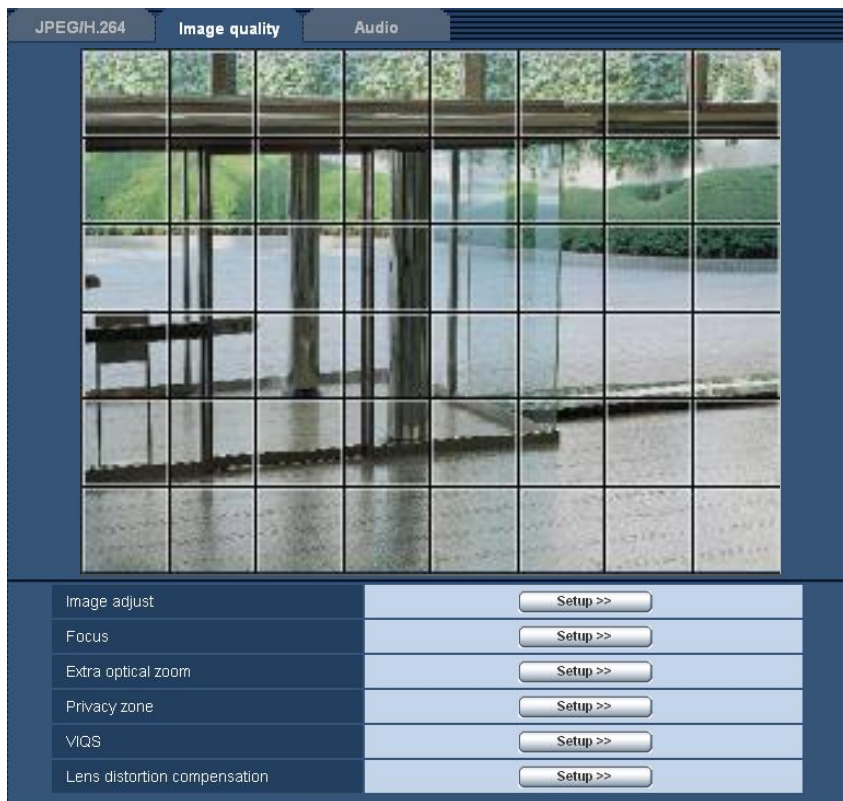 JPEG/H.264 Image quality Audio
Image adjust Setup >>
Focus Setup >>
Extra optical zoom Setup >>
Privacy zone Setup >>
VIQS Setup >>
Lens distortion compensation Setup >>